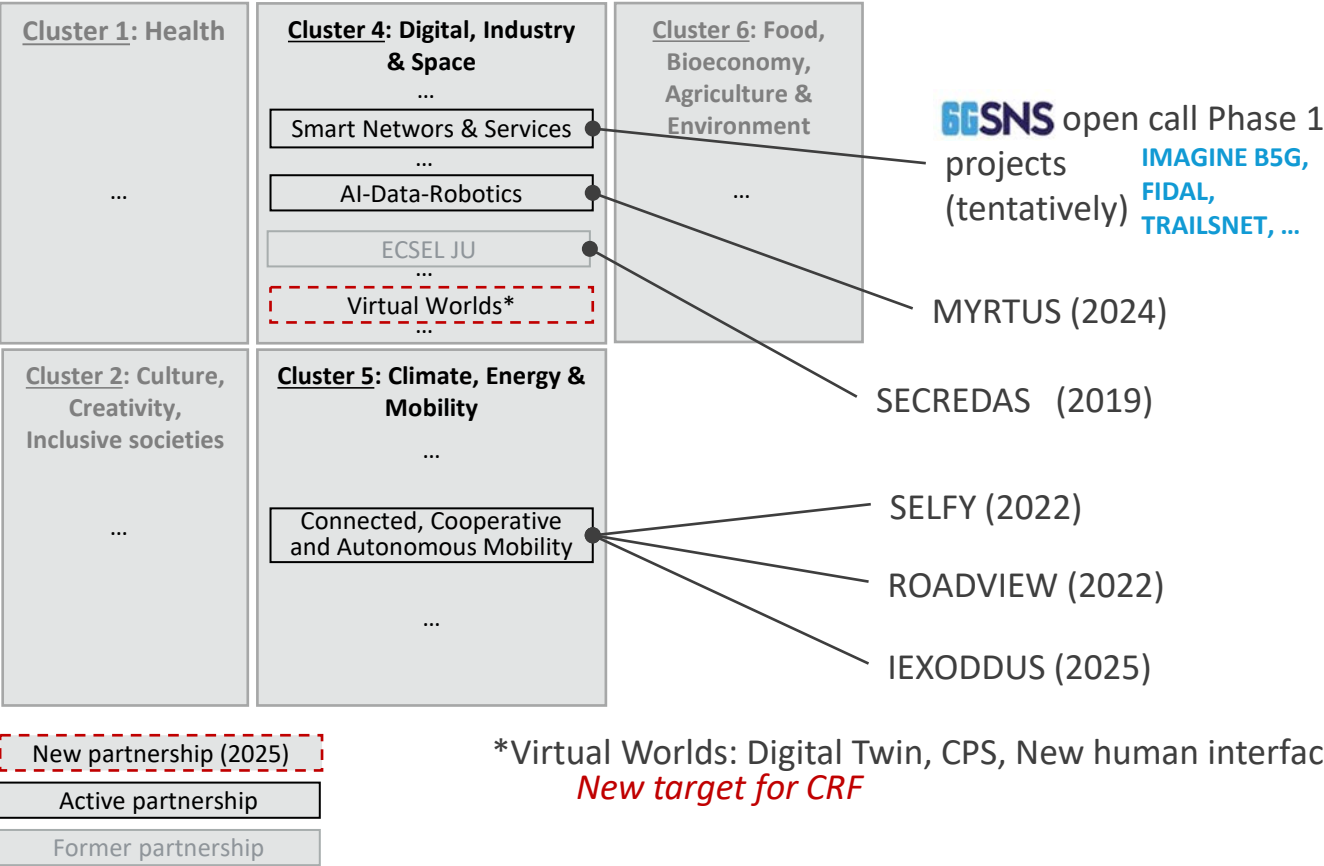 Cluster 1: Health
...
Cluster 4: Digital, Industry
& Space
...
Smart Networs & Services
...
AI-Data-Robotics
ECSEL JU
...
Virtual Worlds*
...
Cluster 6: Food,
Bioeconomy,
Agriculture &
Environment
...
6GSNS open call Phase 1
projects
(tentatively)
IMAGINE B5G,
FIDAL,
TRAILSNET, ...
MYRTUS (2024)
SECREDAS (2019)
Cluster 2: Culture,
Creativity,
Inclusive societies
...
Cluster 5: Climate, Energy &
Mobility
...
Connected, Cooperative
and Autonomous Mobility
...
SELFY (2022)
ROADVIEW (2022)
IEXODDUS (2025)
New partnership (2025)
Active partnership
Former partnership
*Virtual Worlds: Digital Twin, CPS, New human interfac
New target for CRF